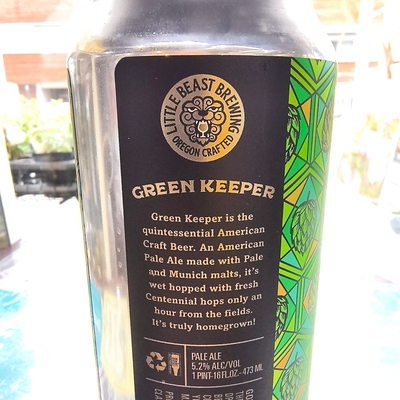 LITTLE BEAST BREWING
OREGON CRAFTED
GREEN KEEPER
Green Keeper is the
quintessential American
Craft Beer. An American
Pale Ale made with Pale
and Munich malts, it's
wet hopped with fresh
Centennial hops only an
hour from the fields.
It's truly homegrown!
PALE ALE
5.2% ALC/VOL
1 PINT-16 FL.OZ.-473 ML